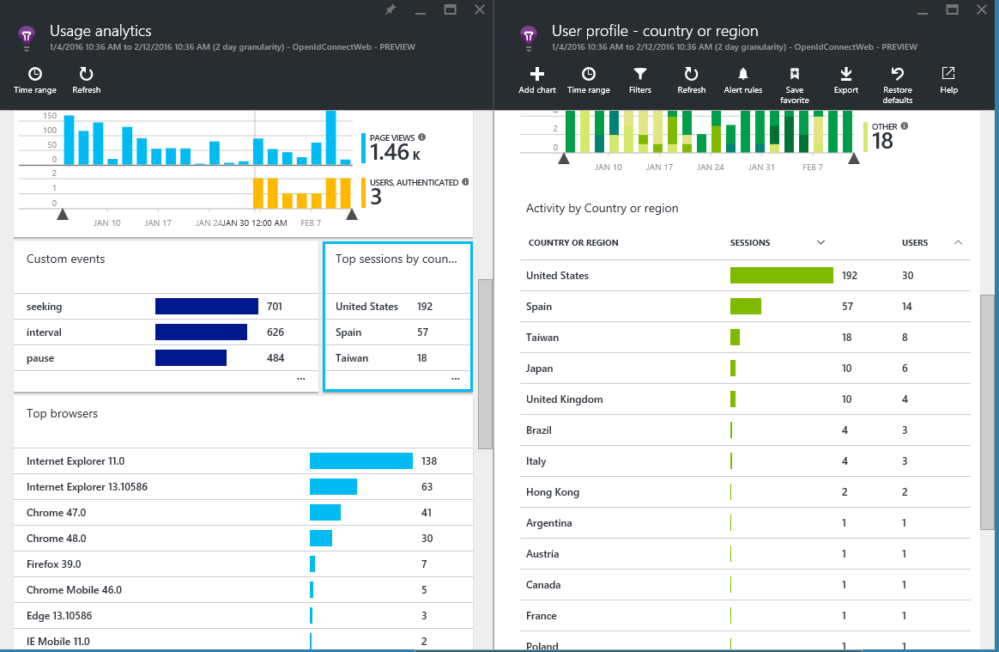 Usage analytics
1/4/2016 10:36 AM to 2/12/2016 10:36 AM (2 day granularity) - OpenIdConnectWeb - PREVIEW
Time range
Refresh
150
100
50
0
PAGE VIEWS
1.46 K
2
1
0
USERS, AUTHENTICATED
3
JAN 10
JAN 17
JAN 24
JAN 30 12:00 AM
FEB 7
Custom events
seeking 701
interval 626
pause 484
...
Top sessions by coun...
United States 192
Spain 57
Taiwan 18
...
Top browsers
Internet Explorer 11.0 138
Internet Explorer 13.10586 63
Chrome 47.0 41
Chrome 48.0 30
Firefox 39.0 7
Chrome Mobile 46.0 5
Edge 13.10586 3
IE Mobile 11.0 2
User profile - country or region
1/4/2016 10:36 AM to 2/12/2016 10:36 AM (2 day granularity) - OpenIdConnectWeb - PREVIEW
Add chart
Time range
Filters
Refresh
Alert rules
Save
favorite
Export
Restore
defaults
Help
4
2
0
OTHER
18
JAN 10
JAN 17
JAN 24
JAN 31
FEB 7
Activity by Country or region
COUNTRY OR REGION SESSIONS USERS
United States 192 30
Spain 57 14
Taiwan 18 8
Japan 10 6
United Kingdom 10 4
Brazil 4 3
Italy 4 3
Hong Kong 2 2
Argentina 1 1
Austria 1 1
Canada 1 1
France 1 1
Poland 1 1